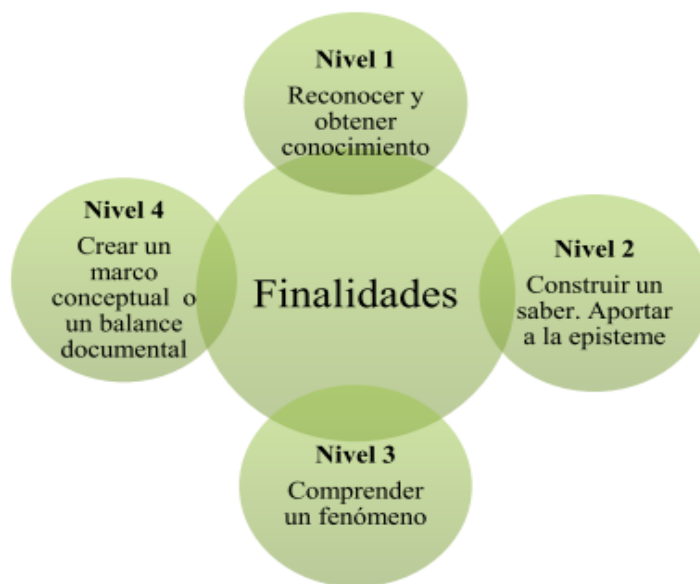 Nivel 1
Reconocer y
obtener
conocimiento
Nivel 4
Crear un
marco
conceptual o
un balance
documental
Finalidades
Nivel 2
Construir un
saber. Aportar
a la episteme
Nivel 3
Comprender
un fenómeno